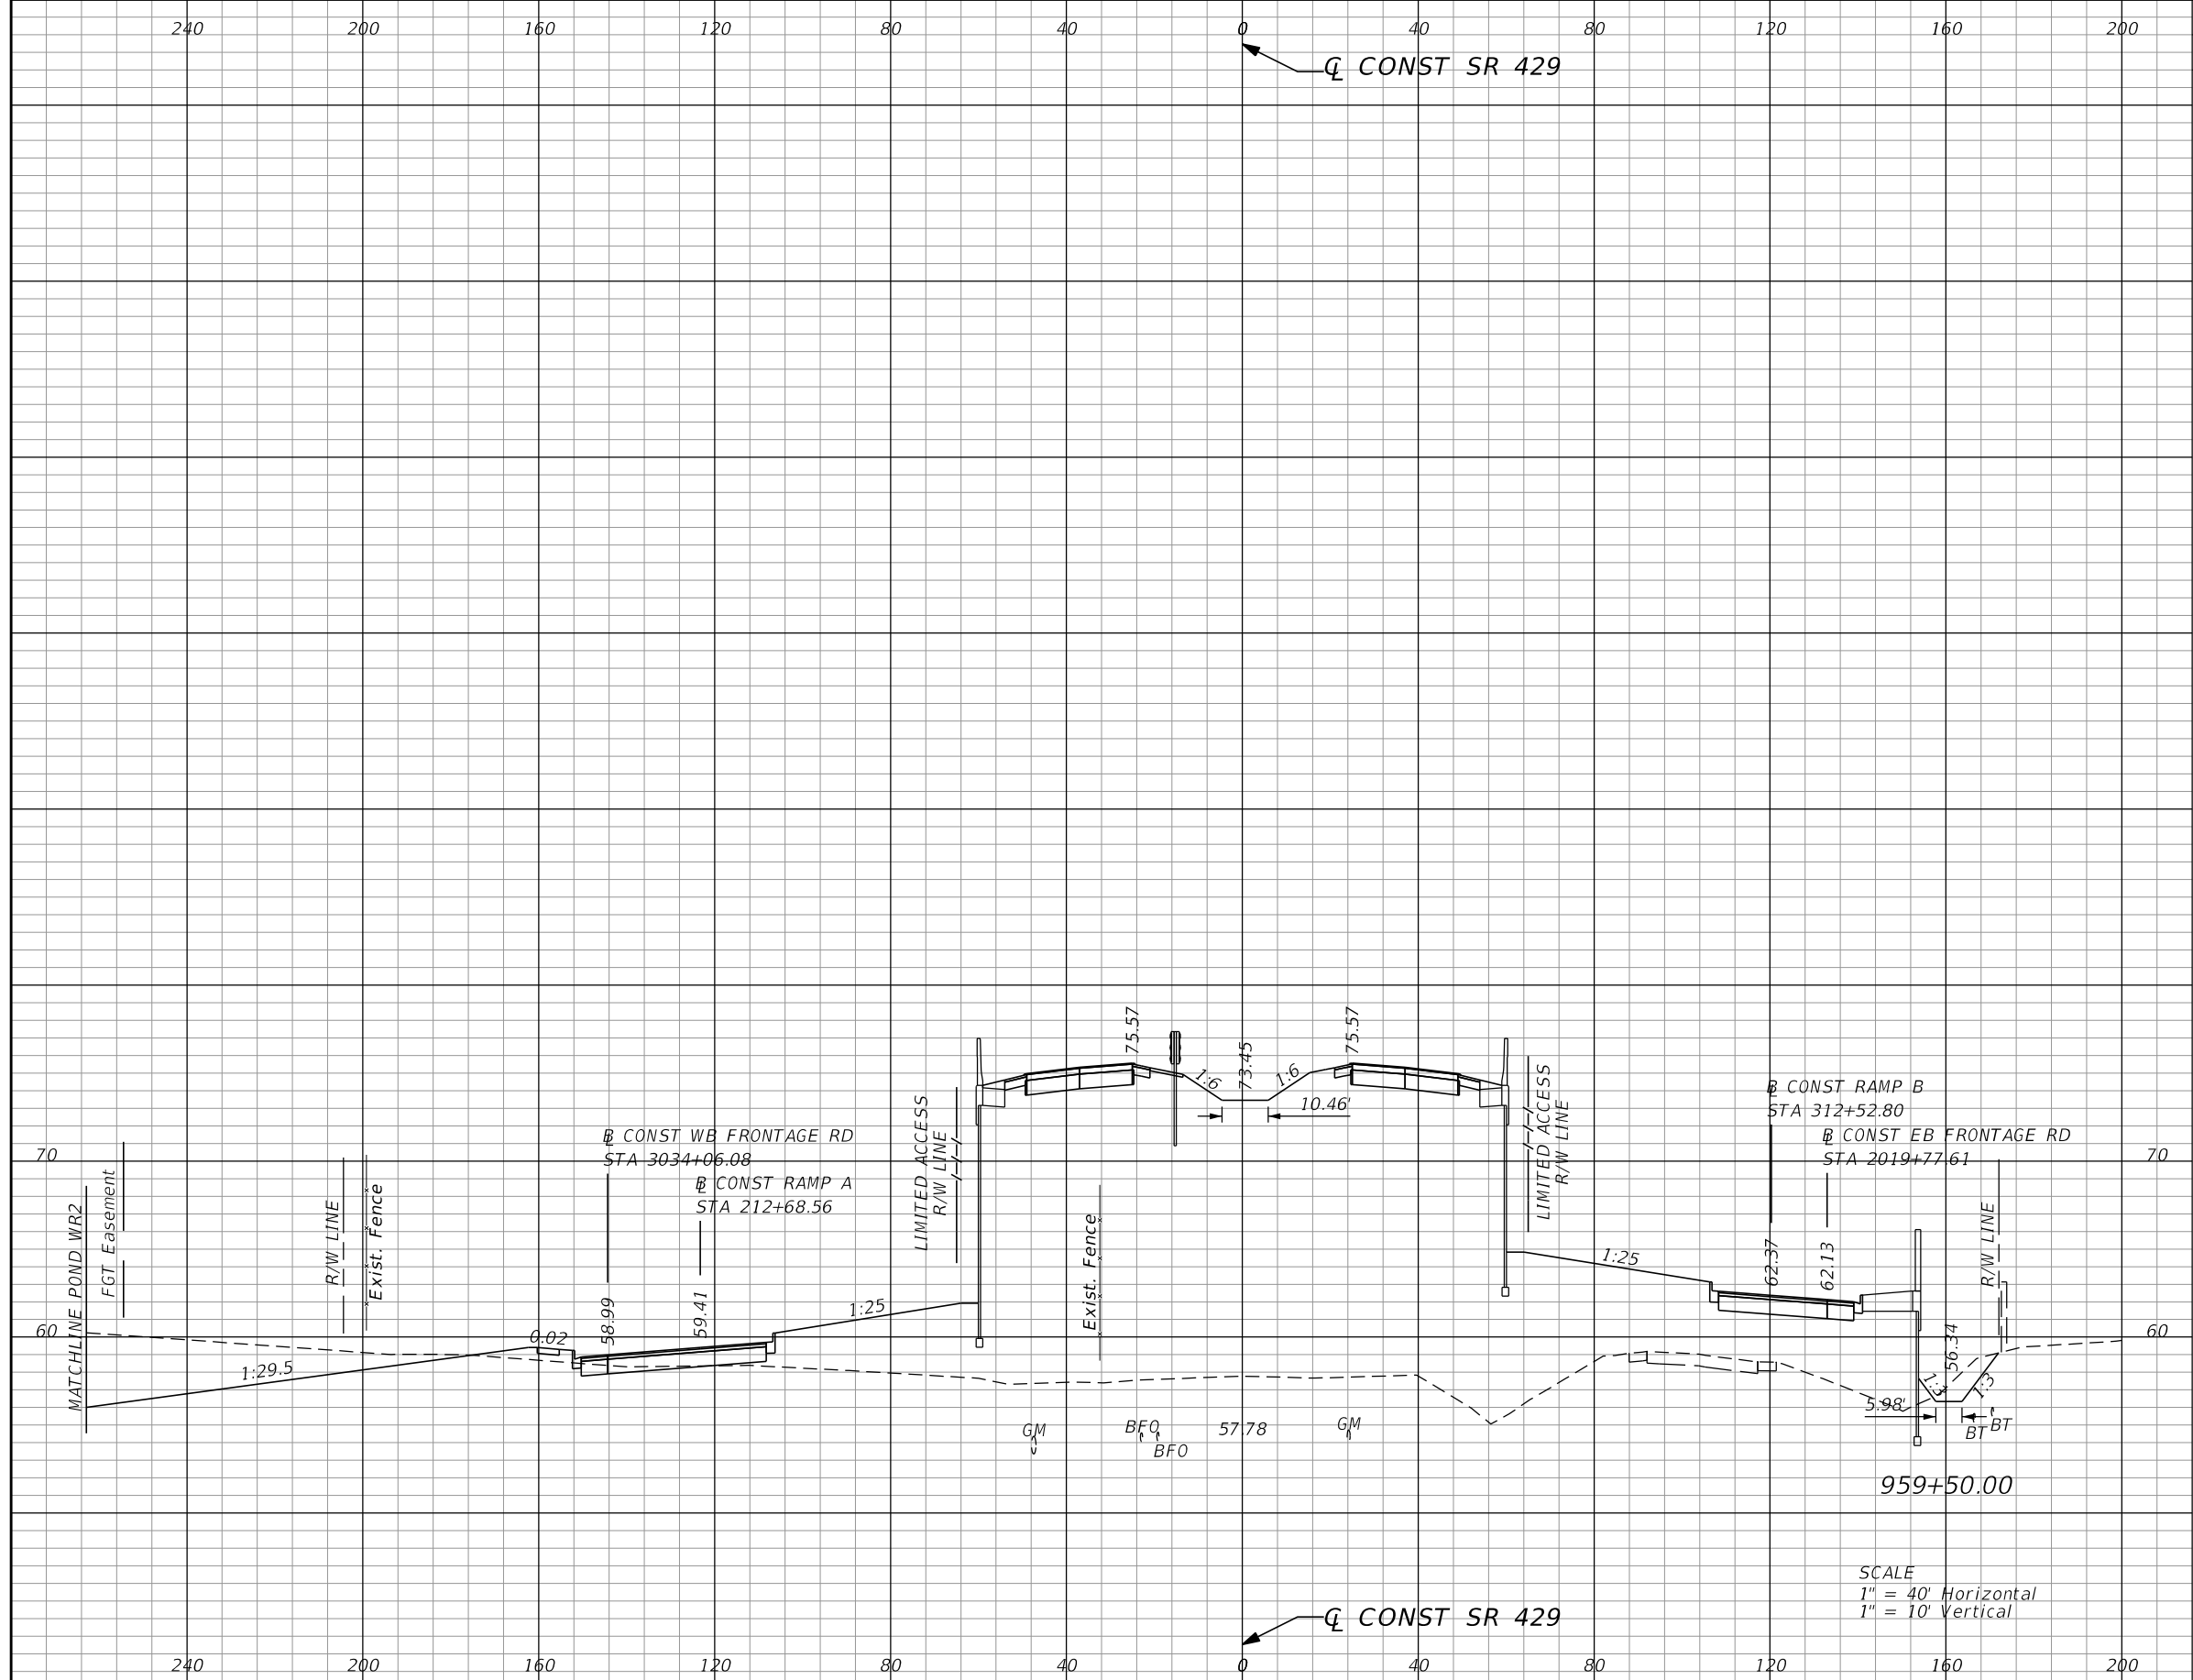 240 200 160 120 80 40 0 40 80 120 160 200
℄ CONST SR 429
75.57
73.45
75.57
1:6
1:6
10.46'
LIMITED ACCESS
R/W LINE
LIMITED ACCESS
R/W LINE
B CONST RAMP B
STA 312+52.80
B CONST EB FRONTAGE RD
STA 2019+77.61
B CONST WB FRONTAGE RD
STA 3034+06.08
B CONST RAMP A
STA 212+68.56
70
70
MATCHLINE POND WR2
FGT Easement
R/W LINE
Exist. Fence
Exist. Fence
R/W LINE
60
60
0.02
58.99
59.41
1:25
1:25
62.37
62.13
1:29.5
56.34
1:3
1:3
5.98'
GM
BFO
BFO
57.78
GM
BT
BT
959+50.00
SCALE
1" = 40' Horizontal
1" = 10' Vertical
℄ CONST SR 429
240 200 160 120 80 40 0 40 80 120 160 200